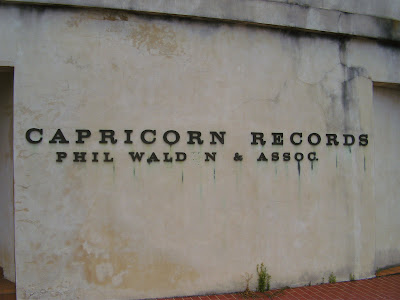 CAPRICORN RECORDS
PHIL WALD N & ASSOC.